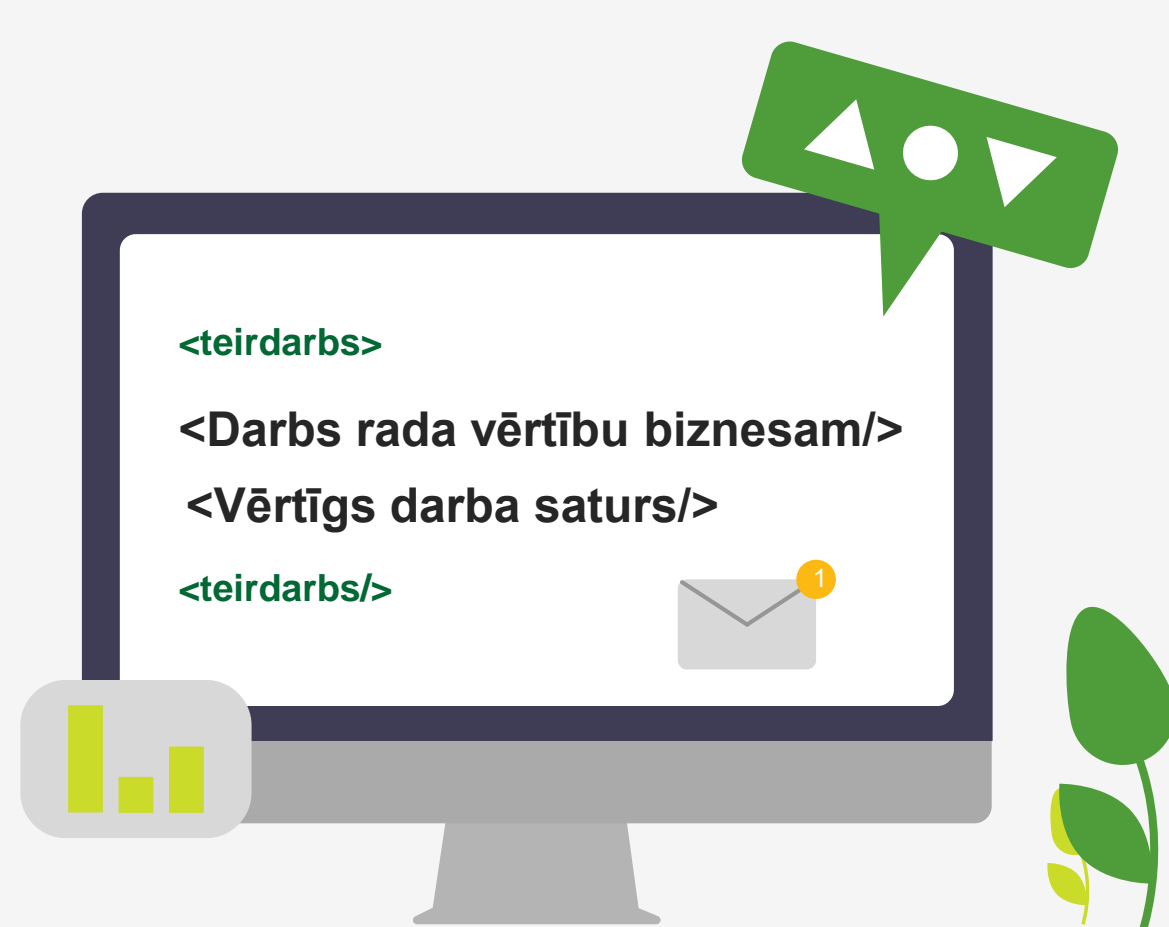 <teirdarbs>
<Darbs rada vērtību biznesam/>
<Vērtīgs darba saturs/>
<teirdarbs/>
1